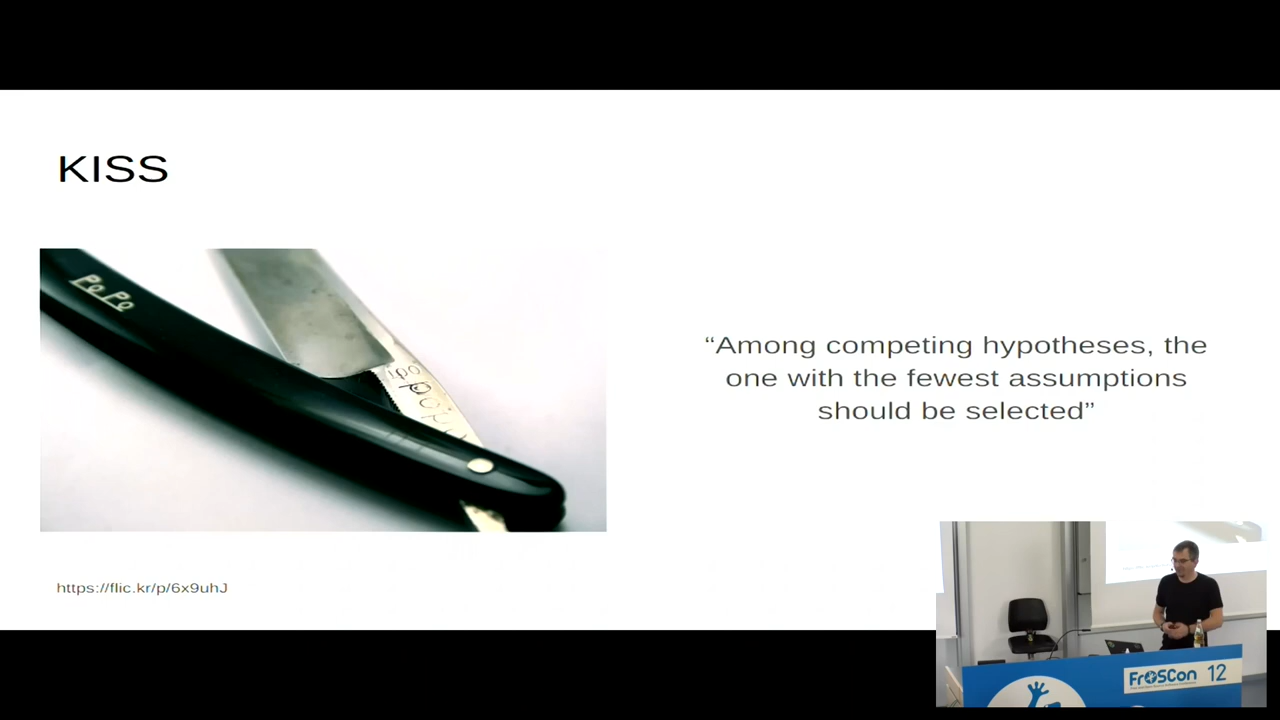 KISS
PoPo
“Among competing hypotheses, the
one with the fewest assumptions
should be selected”
https://flic.kr/p/6x9uhJ
FrOSCon 12